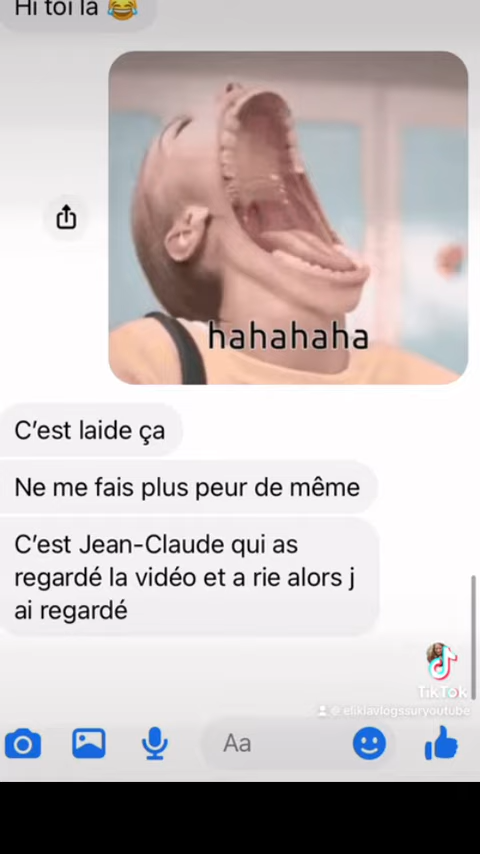 Hi toi la 😂
hahahaha
C'est laide ça
Ne me fais plus peur de même
C'est Jean-Claude qui as
regardé la vidéo et a rie alors j
ai regardé
TikTok
@eliklavlogssuryoutube
Aa